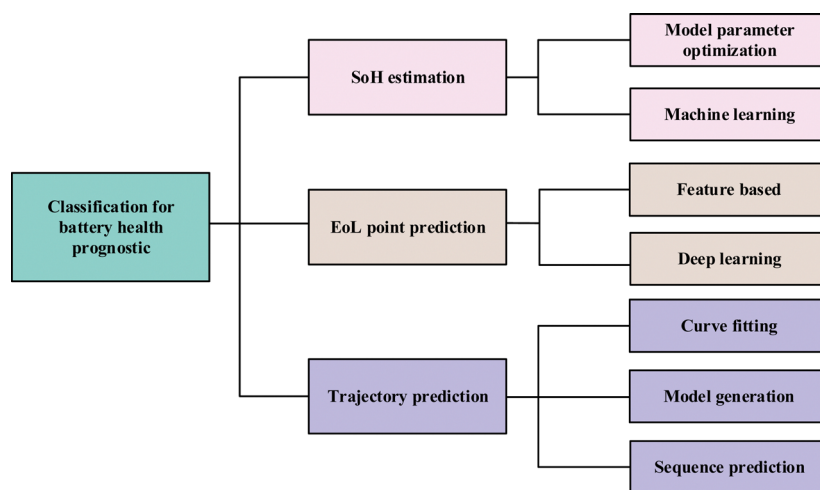 Classification for
battery health
prognostic
SoH estimation
Model parameter
optimization
Machine learning
EoL point prediction
Feature based
Deep learning
Trajectory prediction
Curve fitting
Model generation
Sequence prediction